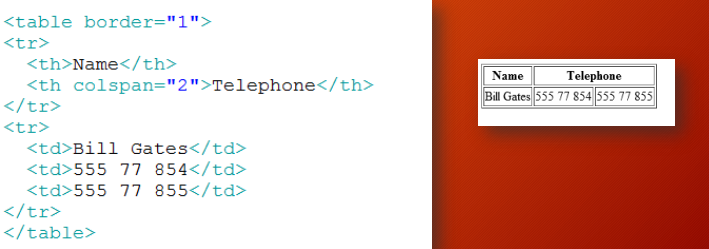 <table border="1">
<tr>
  <th>Name</th>
  <th colspan="2">Telephone</th>
</tr>
<tr>
  <td>Bill Gates</td>
  <td>555 77 854</td>
  <td>555 77 855</td>
</tr>
</table>
Name Telephone
Bill Gates 555 77 854 555 77 855